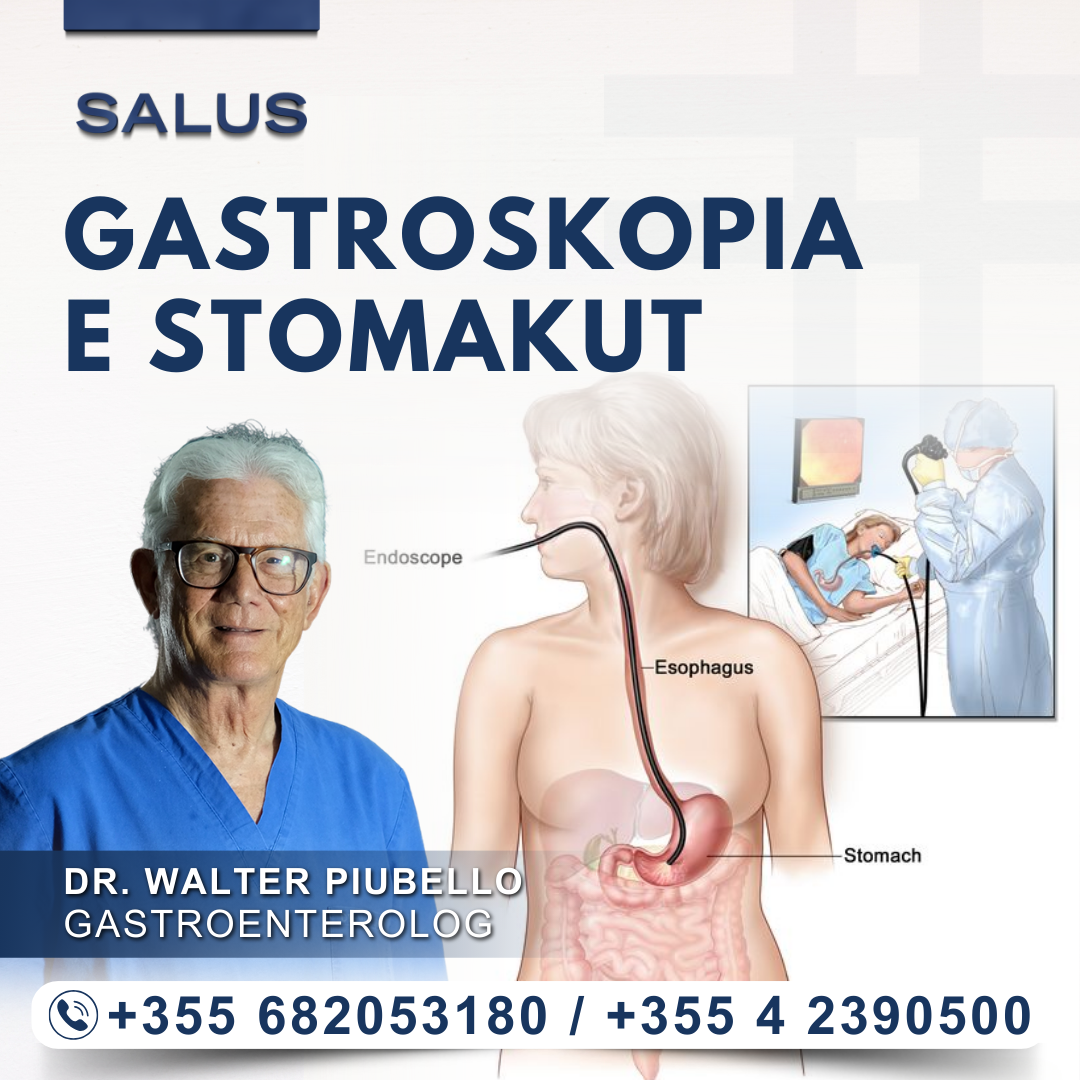 SALUS
GASTROSKOPIA
E STOMAKUT
Endoscope
Esophagus
Stomach
DR. WALTER PIUBELLO
GASTROENTEROLOG
+355 682053180 / +355 4 2390500